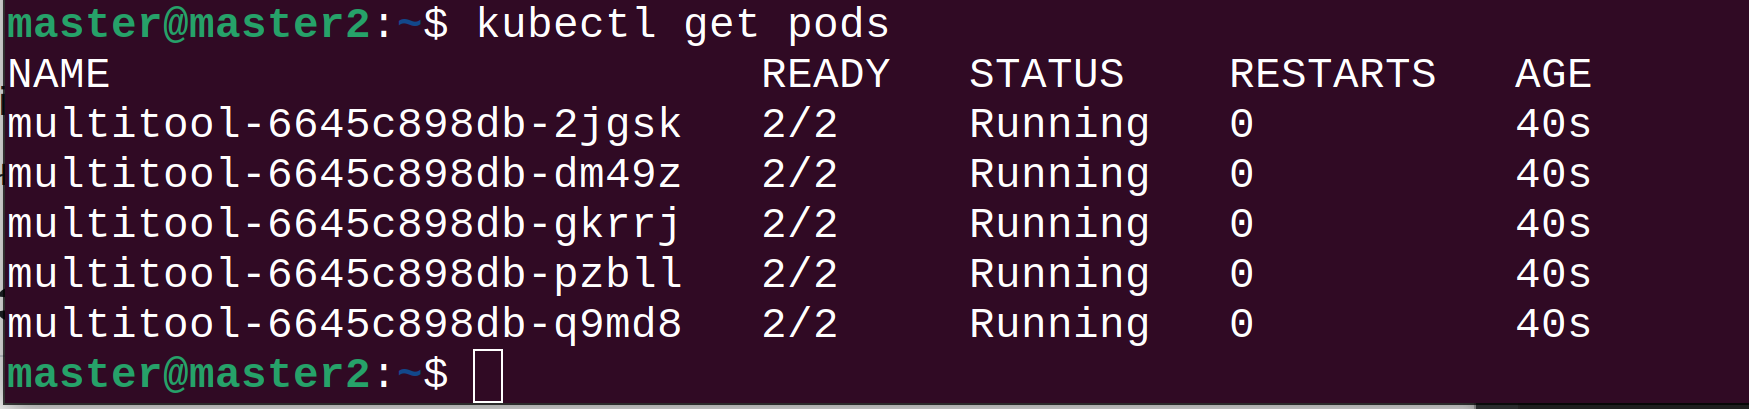 master@master2:~$ kubectl get pods
NAME READY STATUS RESTARTS AGE
multitool-6645c898db-2jgsk 2/2 Running 0 40s
multitool-6645c898db-dm49z 2/2 Running 0 40s
multitool-6645c898db-gkrrj 2/2 Running 0 40s
multitool-6645c898db-pzbll 2/2 Running 0 40s
multitool-6645c898db-q9md8 2/2 Running 0 40s
master@master2:~$